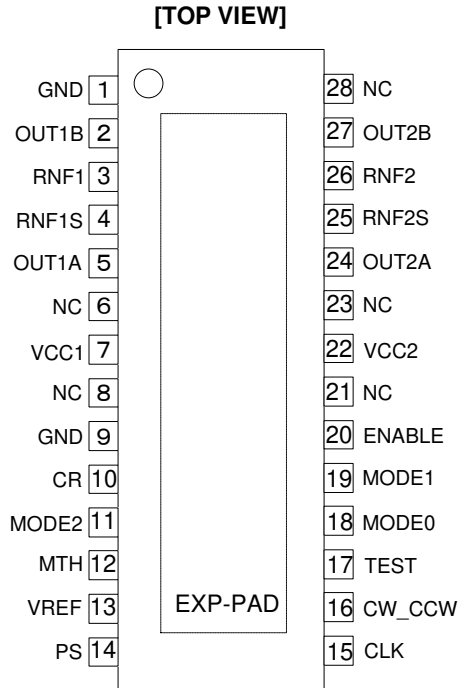 [TOP VIEW]
GND 1 28 NC
OUT1B 2 27 OUT2B
RNF1 3 26 RNF2
RNF1S 4 25 RNF2S
OUT1A 5 24 OUT2A
NC 6 23 NC
VCC1 7 22 VCC2
NC 8 21 NC
GND 9 20 ENABLE
CR 10 19 MODE1
MODE2 11 18 MODE0
MTH 12 17 TEST
VREF 13 EXP-PAD 16 CW_CCW
PS 14 15 CLK